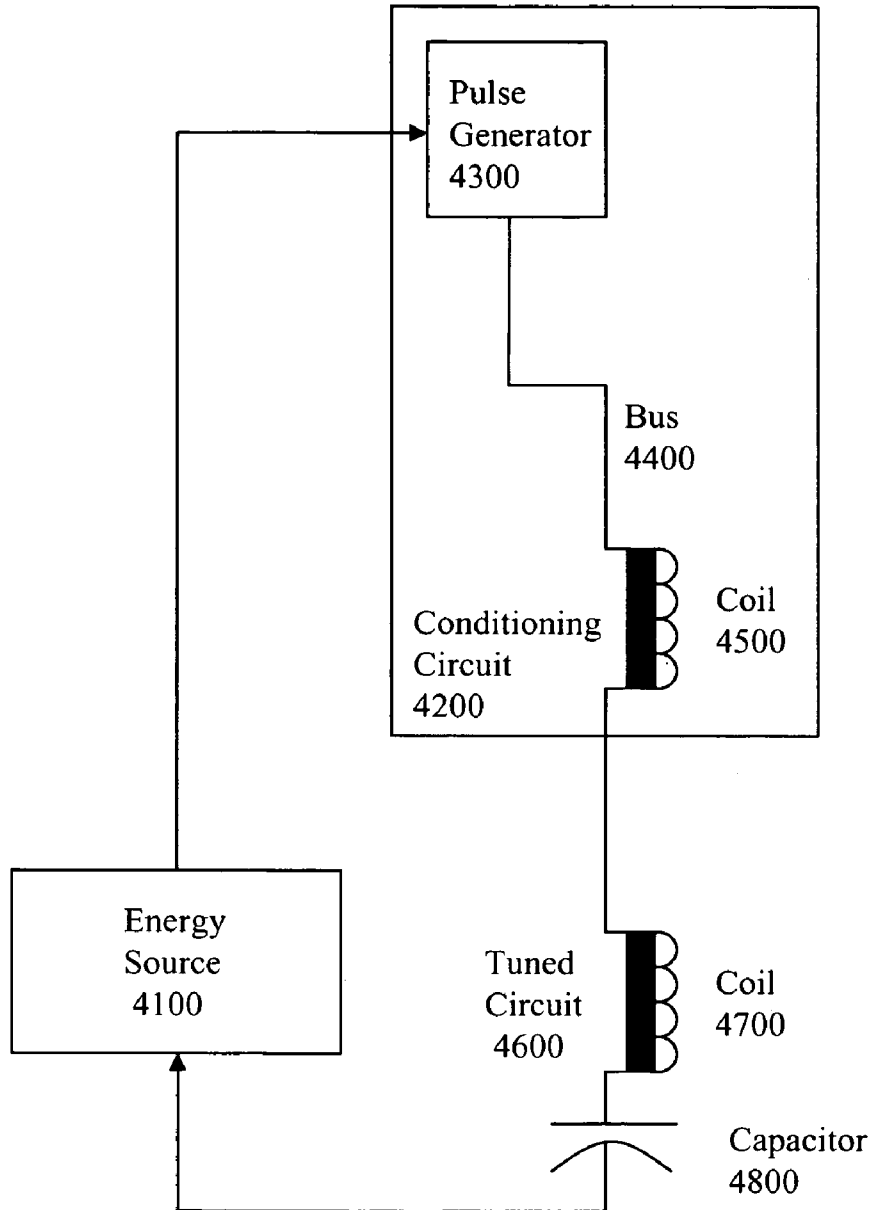 Pulse
Generator
4300
Bus
4400
Coil
4500
Conditioning
Circuit
4200
Energy
Source
4100
Tuned
Circuit
4600
Coil
4700
Capacitor
4800